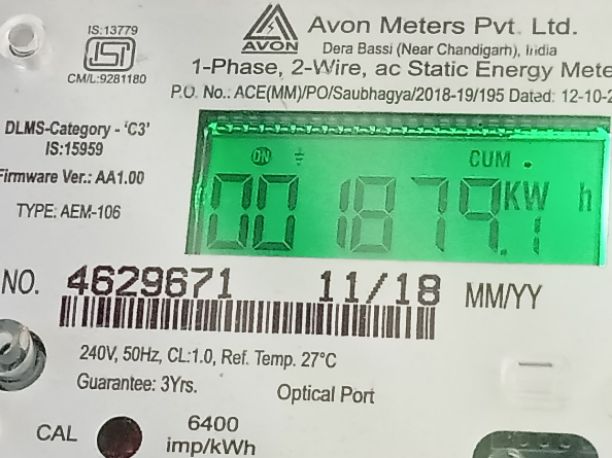 IS:13779
ISI
CM/L:9281180
AVON
Avon Meters Pvt. Ltd.
Dera Bassi (Near Chandigarh), India
1-Phase, 2-Wire, ac Static Energy Mete
P.O. No.: ACE(MM)/PO/Saubhagya/2018-19/195 Dated: 12-10-2
DLMS-Category - 'C3'
IS:15959
Firmware Ver.: AA1.00
TYPE: AEM-106
ON
CUM
001879.1 KW h
NO. 4629671 11/18 MM/YY
240V, 50Hz, CL:1.0, Ref. Temp. 27°C
Guarantee: 3Yrs.
Optical Port
CAL
6400
imp/kWh